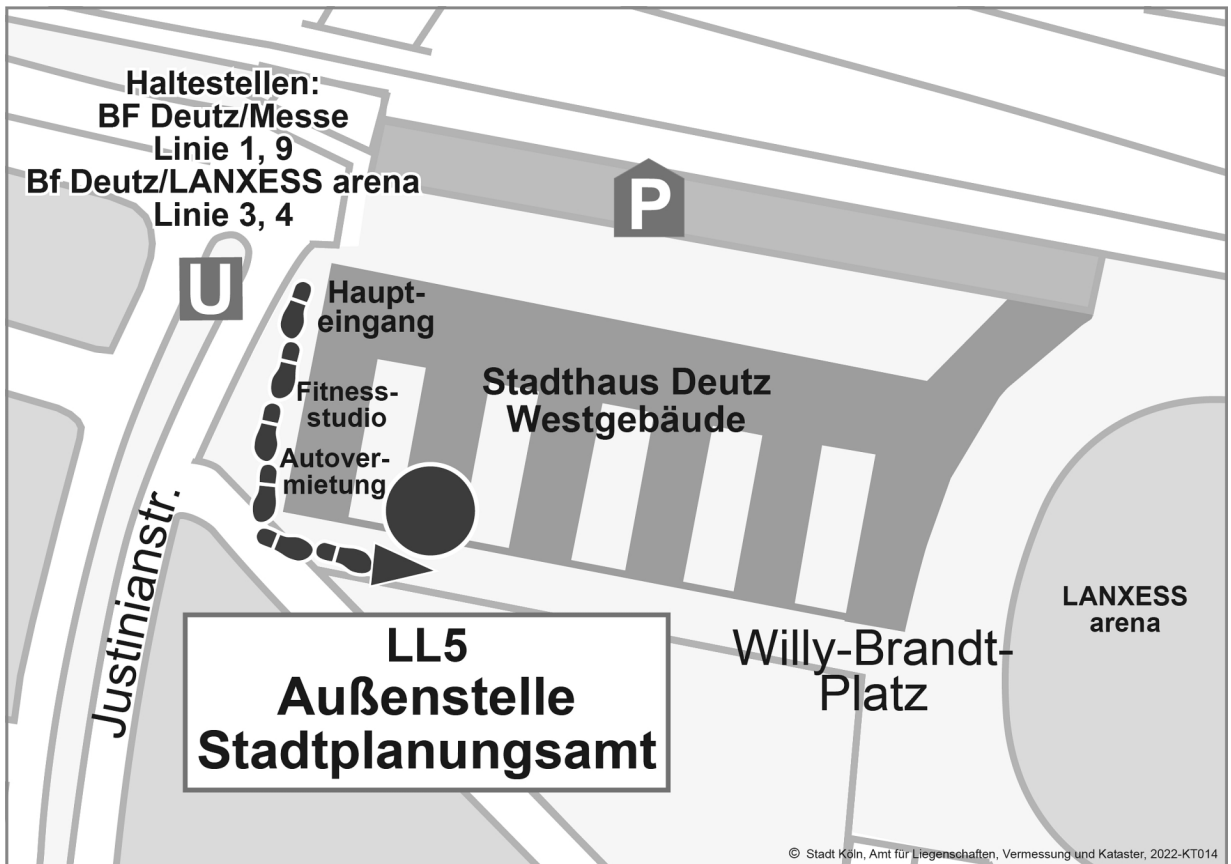 Haltestellen:
BF Deutz/Messe
Linie 1, 9
Bf Deutz/LANXESS arena
Linie 3, 4
P
U
Haupt-
eingang
Fitness-
studio
Autover-
mietung
Stadthaus Deutz
Westgebäude
LANXESS
arena
Justinianstr.
Willy-Brandt-
Platz
LL5
Außenstelle
Stadtplanungsamt
© Stadt Köln, Amt für Liegenschaften, Vermessung und Kataster, 2022-KT014